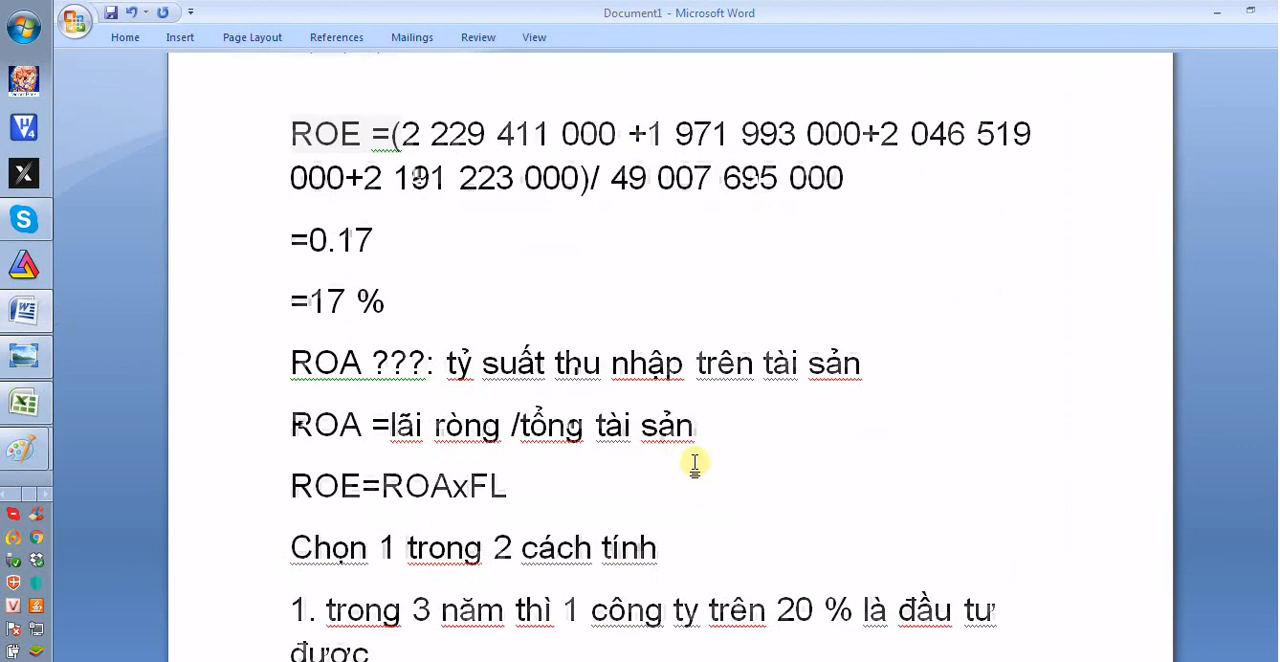 Document1 - Microsoft Word
Home Insert Page Layout References Mailings Review View
ROE =(2 229 411 000 +1 971 993 000+2 046 519
000+2 191 223 000)/ 49 007 695 000
=0.17
=17 %
ROA ???: tỷ suất thu nhập trên tài sản
ROA =lãi ròng /tổng tài sản
ROE=ROAxFL
Chọn 1 trong 2 cách tính
1. trong 3 năm thì 1 công ty trên 20 % là đầu tư
được